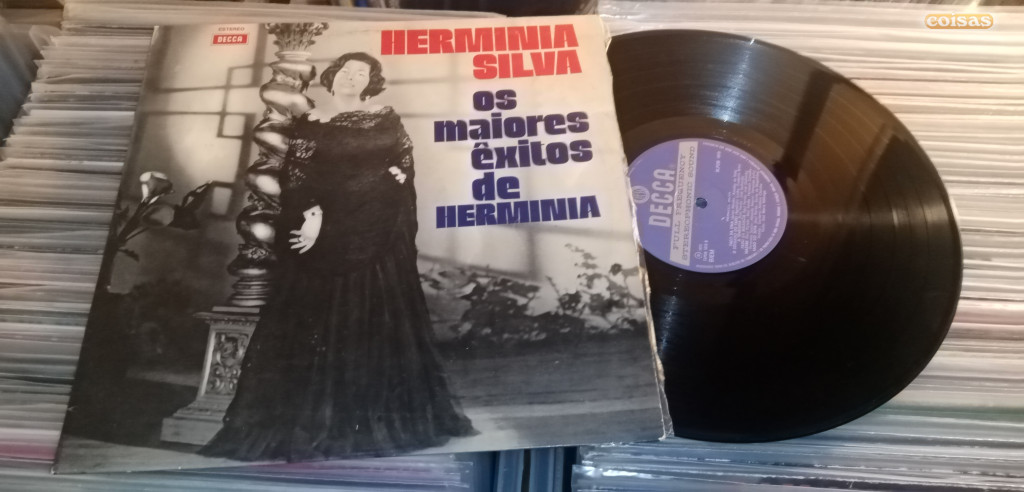 coisas
ESTEREO
DECCA
HERMINIA
SILVA
os
maiores
êxitos
de
HERMINIA
DECCA
FULL FREQUENCY
STEREOPHONIC SOUND